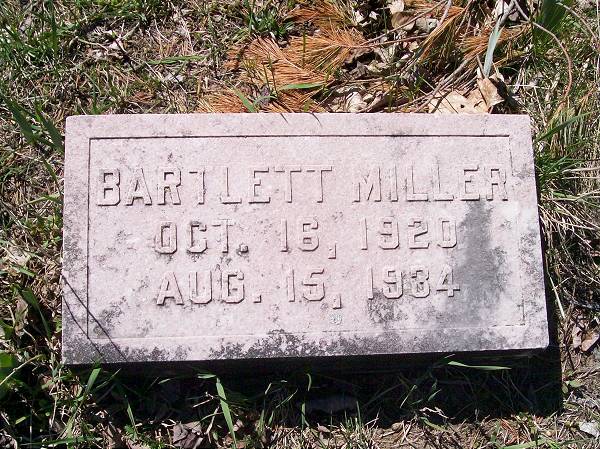 BARTLETT MILLER
OCT. 16, 1920
AUG. 15, 1934